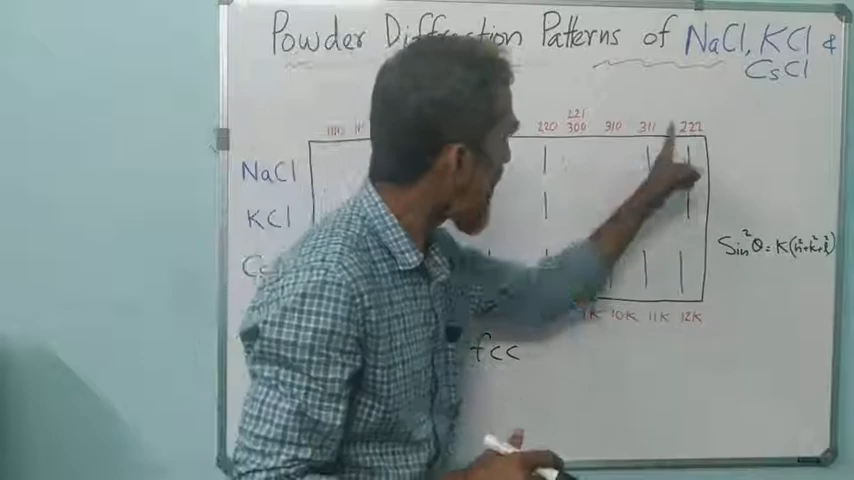 Powder Diffraction Patterns of NaCl, KCl &
CsCl
221
220 300 310 311 222
NaCl
KCl
Sin²θ = K(h²+k²+l²)
10K 11K 12K
fcc